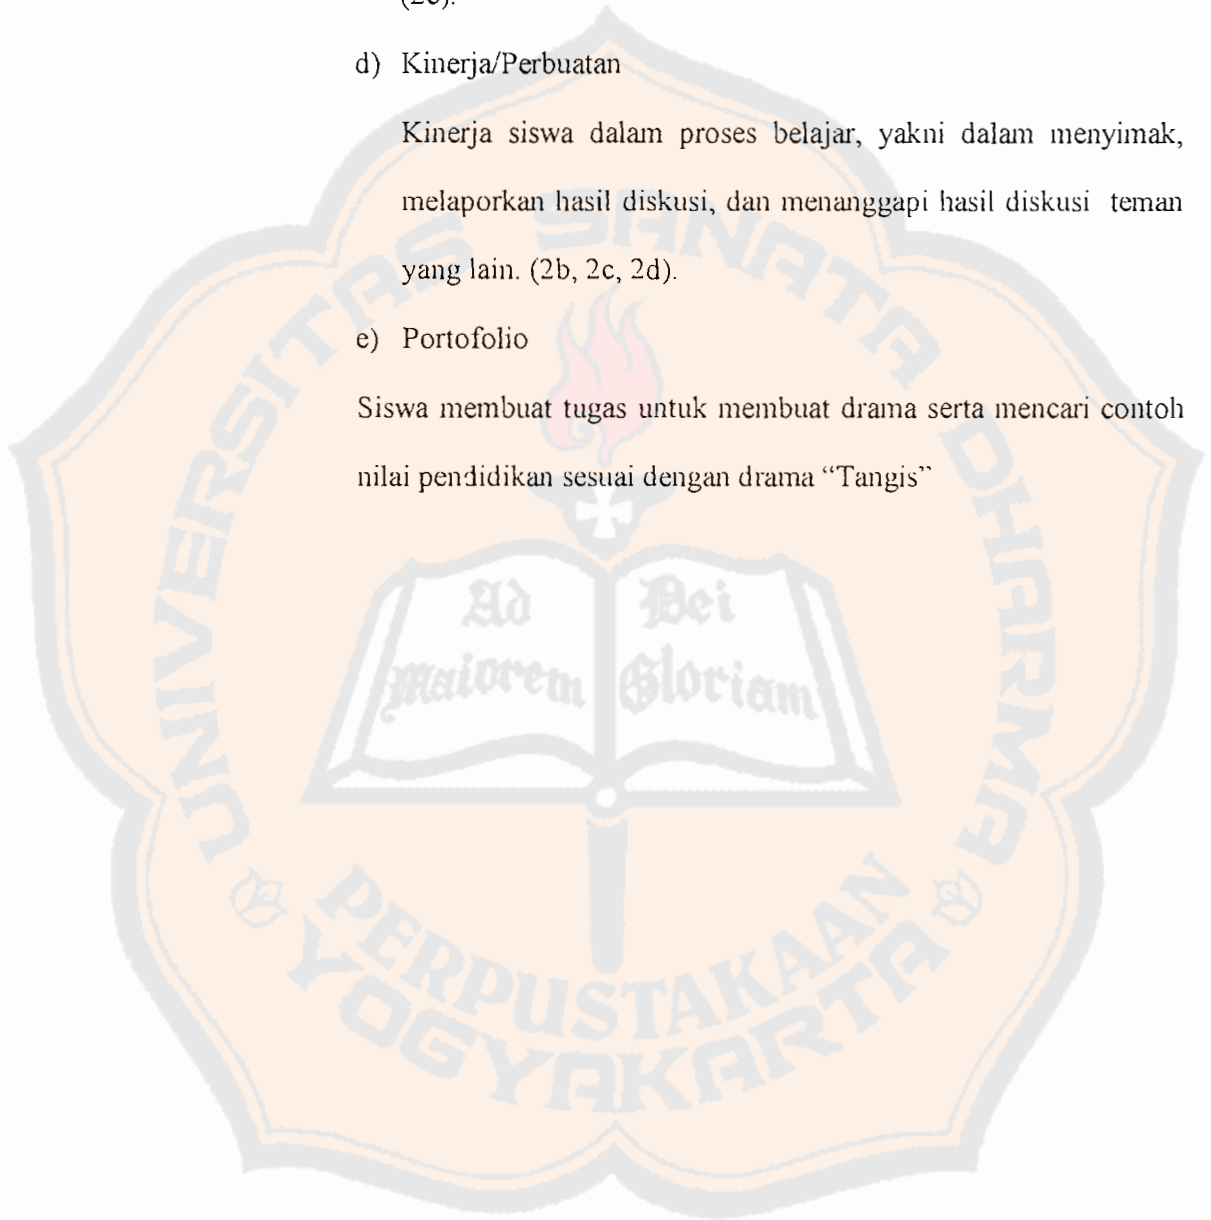 d) Kinerja/Perbuatan
Kinerja siswa dalam proses belajar, yakni dalam menyimak,
melaporkan hasil diskusi, dan menanggapi hasil diskusi teman
yang lain. (2b, 2c, 2d).
e) Portofolio
Siswa membuat tugas untuk membuat drama serta mencari contoh
nilai pendidikan sesuai dengan drama “Tangis”
UNIVERSITAS SANATA DHARMA
Ad Dei
maiorem Gloriam
PERPUSTAKAAN
YOGYAKARTA